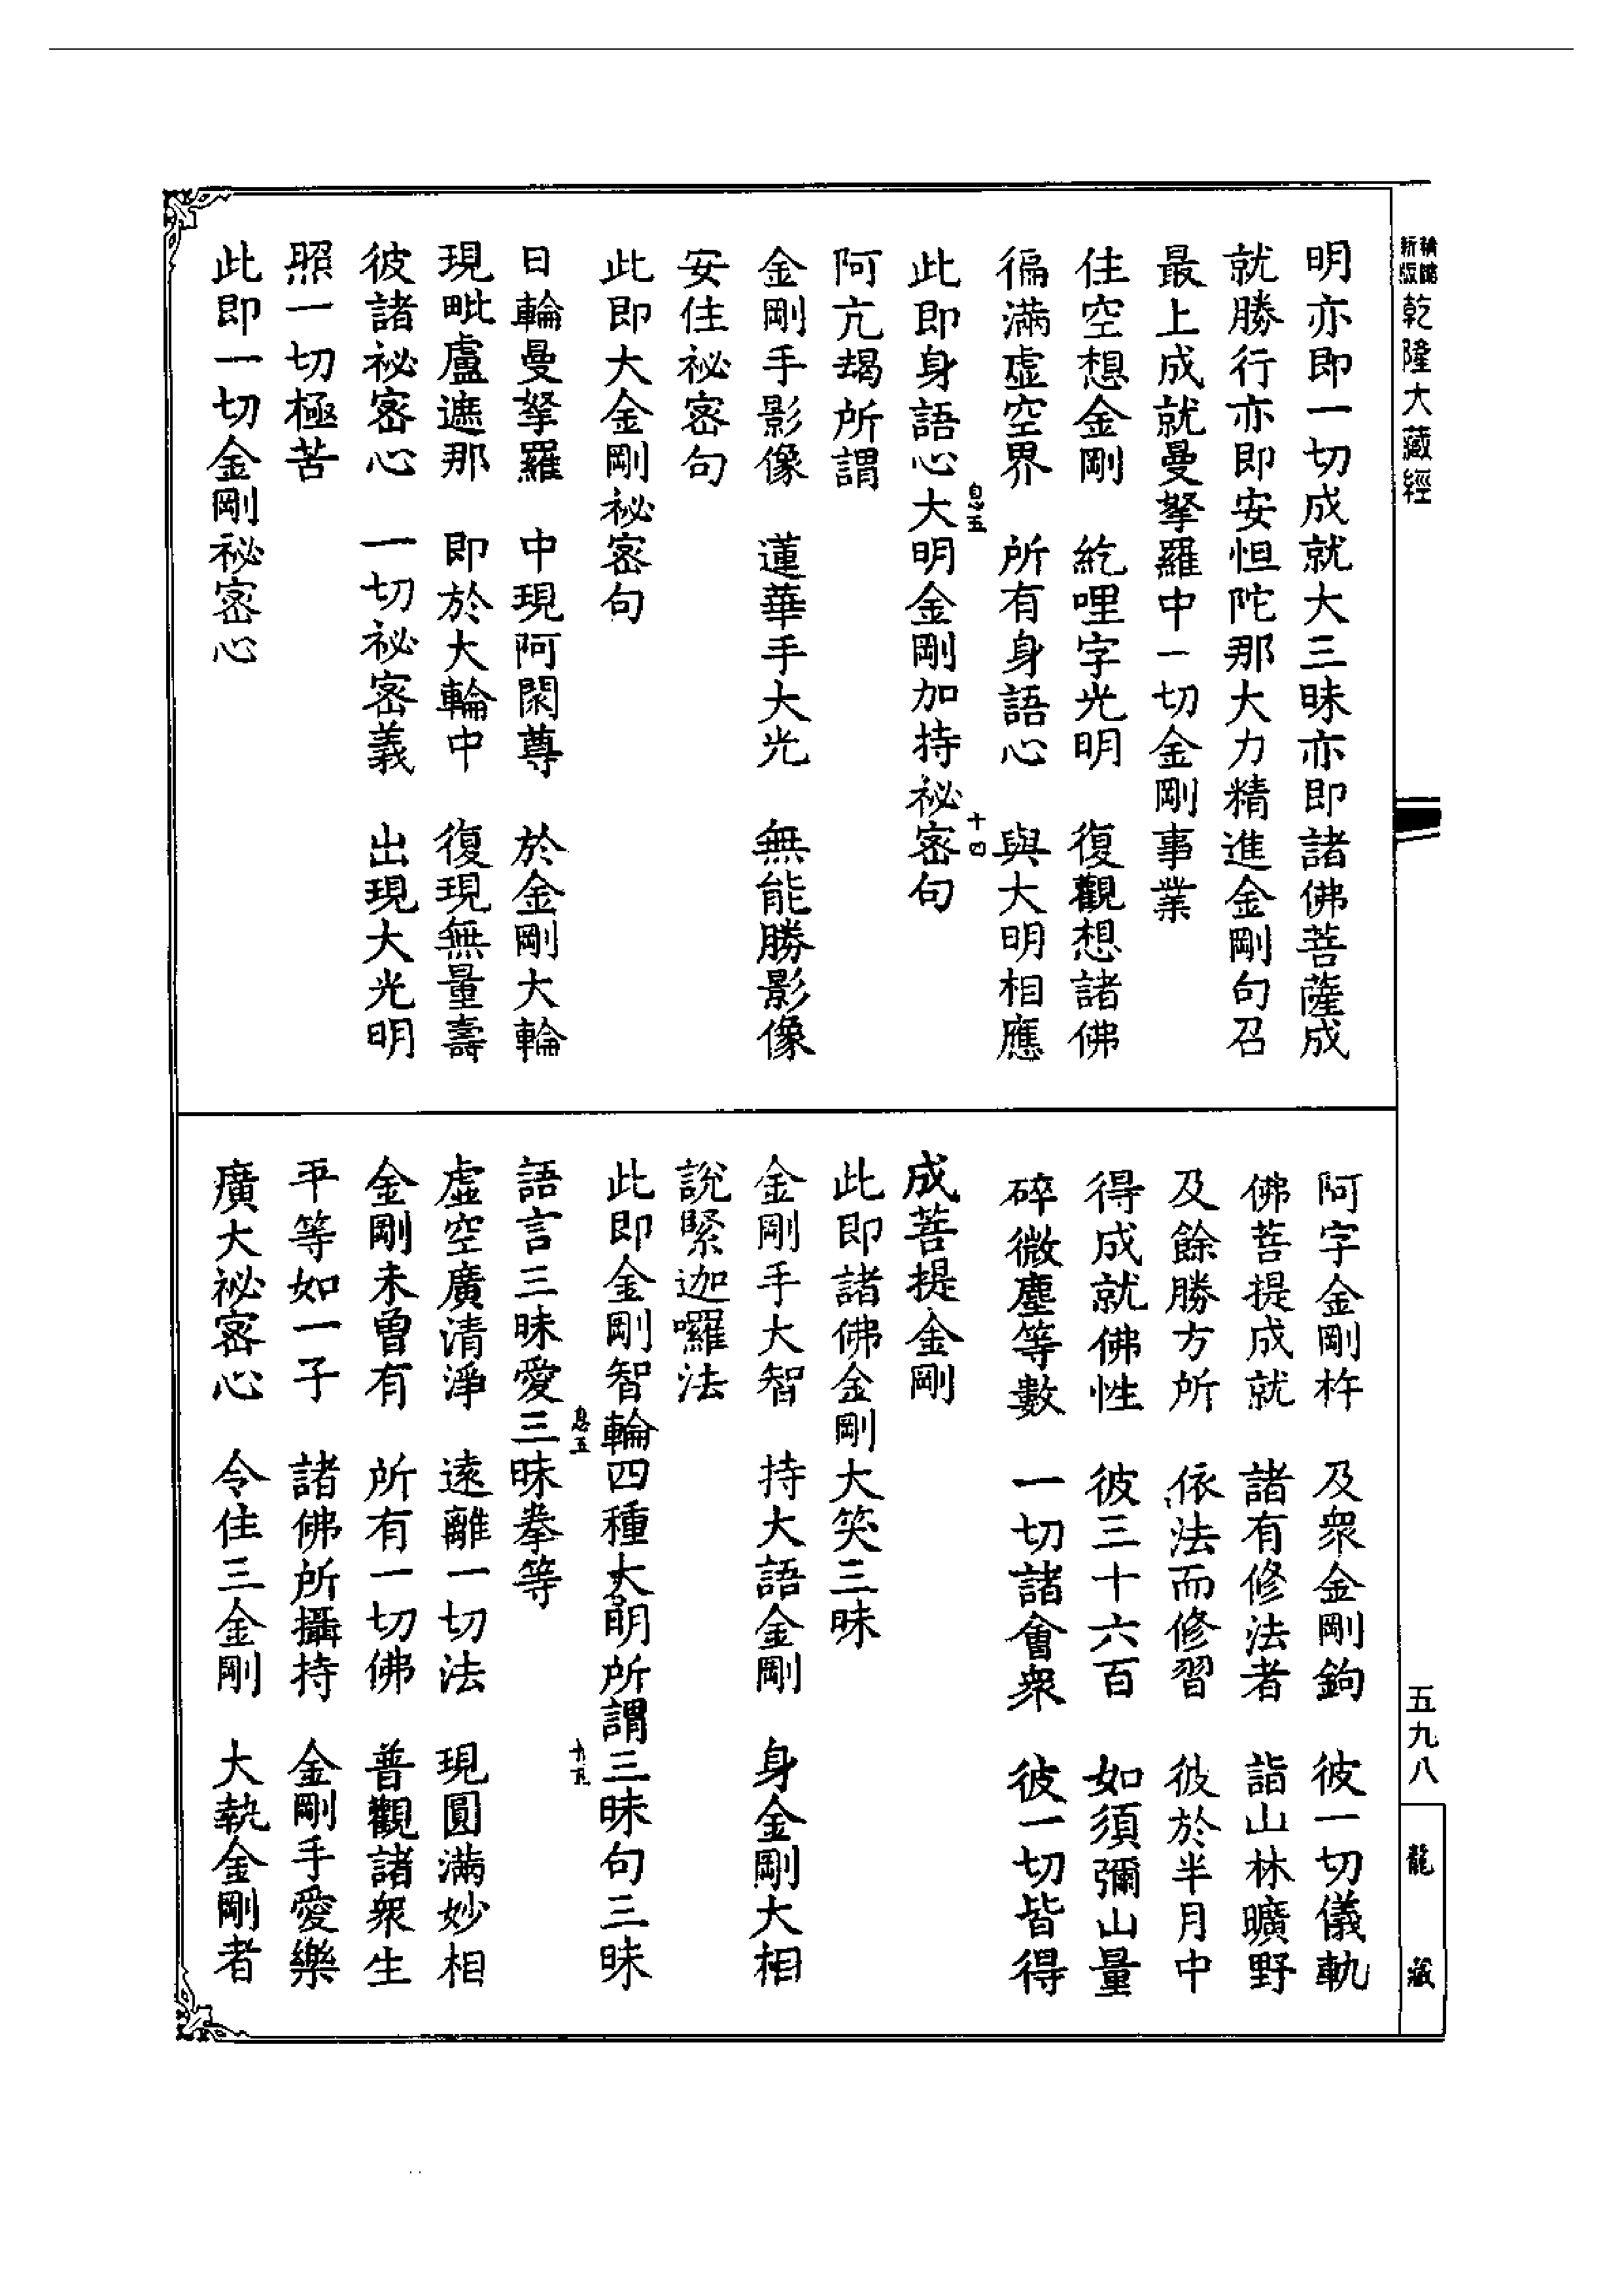 乾隆大藏經
明亦即一切成就大三昧亦即諸佛菩薩成
就勝行亦即安怛陀那大力精進金剛句召
最上成就曼拏羅中一切金剛事業
住空想金剛　紇哩字光明　復觀想諸佛
徧滿虛空界　所有身語心　與大明相應
此即身語心大明金剛加持祕密句
阿亢朅所謂
金剛手影像　蓮華手大光　無能勝影像
安住祕密句
此即大金剛祕密句
日輪曼拏羅　中現阿閦尊　於金剛大輪
現毗盧遮那　即於大輪中　復現無量壽
彼諸祕密心　一切祕密義　出現大光明
照一切極苦
此即一切金剛祕密心
阿字金剛杵　及眾金剛鉤　彼一切儀軌
佛菩提成就　諸有修法者　詣山林曠野
及餘勝方所　依法而修習　彼於半月中
得成就佛性　彼三十六百　如須彌山量
碎微塵等數　一切諸會眾　彼一切皆得
成菩提金剛
此即諸佛金剛大笑三昧
金剛手大智　持大語金剛　身金剛大相
說緊迦囉法
此即金剛智輪四種大明所謂三昧句三昧
語言三昧愛三昧拳等
虛空廣清淨　遠離一切法　現圓滿妙相
金剛未曾有　所有一切佛　普觀諸眾生
平等如一子　諸佛所攝持　金剛手愛樂
廣大祕密心　令住三金剛　大執金剛者
五九八
龍藏